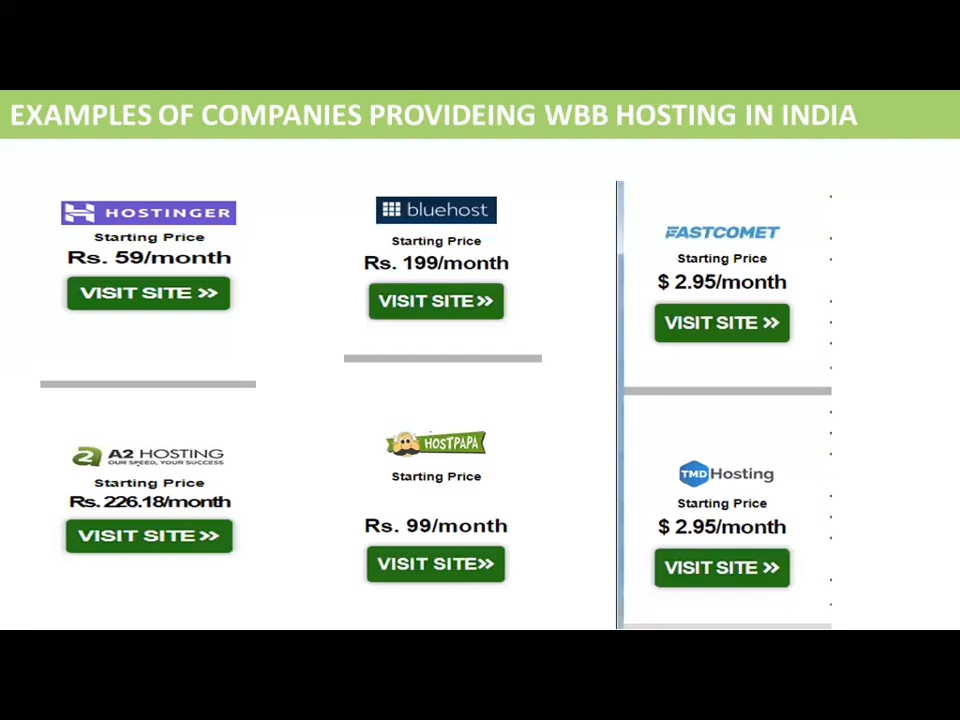 EXAMPLES OF COMPANIES PROVIDEING WBB HOSTING IN INDIA
HOSTINGER
Starting Price
Rs. 59/month
VISIT SITE »
bluehost
Starting Price
Rs. 199/month
VISIT SITE »
FASTCOMET
Starting Price
$ 2.95/month
VISIT SITE »
A2 HOSTING
OUR SPEED, YOUR SUCCESS
Starting Price
Rs. 226.18/month
VISIT SITE »
HOSTPAPA
Starting Price
Rs. 99/month
VISIT SITE»
TMD Hosting
Starting Price
$ 2.95/month
VISIT SITE »